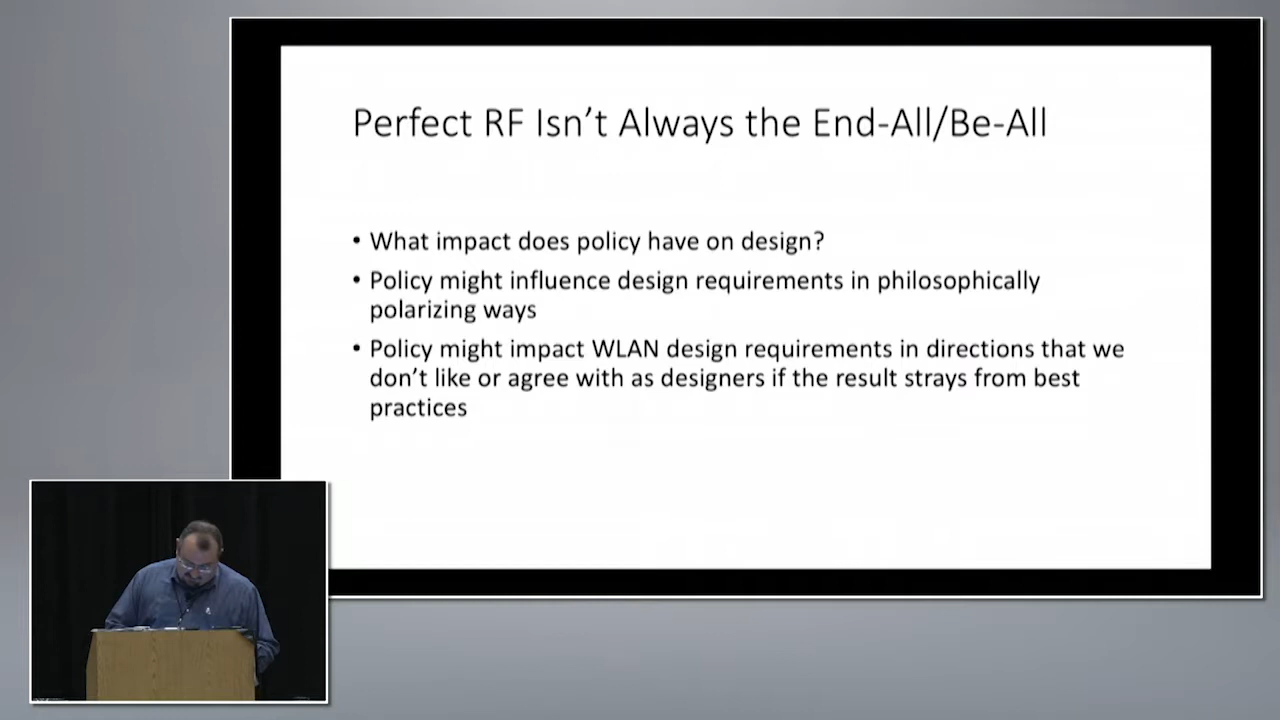 Perfect RF Isn't Always the End-All/Be-All
• What impact does policy have on design?
• Policy might influence design requirements in philosophically
polarizing ways
• Policy might impact WLAN design requirements in directions that we
don't like or agree with as designers if the result strays from best
practices